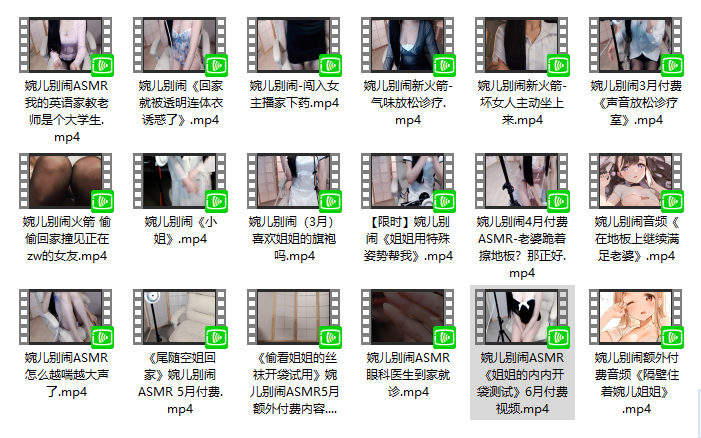 婉儿别闹ASMR
我的英语家教老
师是个大学生.
mp4
婉儿别闹《回家
就被透明连体衣
诱惑了》.mp4
婉儿别闹-闯入女
主播家下药.mp4
婉儿别闹新火箭-
气味放松诊疗.
mp4
婉儿别闹新火箭-
坏女人主动坐上
来.mp4
婉儿别闹3月付费
《声音放松诊疗
室》.mp4
婉儿别闹火箭 偷
偷回家撞见正在
zw的女友.mp4
婉儿别闹《小
姐》.mp4
婉儿别闹（3月）
喜欢姐姐的旗袍
吗.mp4
【限时】婉儿别
闹《姐姐用特殊
姿势帮我》.mp4
婉儿别闹4月付费
ASMR-老婆跪着
擦地板？那正好.
mp4
婉儿别闹音频《
在地板上继续满
足老婆》.mp4
婉儿别闹ASMR
怎么越喘越大声
了.mp4
《尾随空姐回
家》婉儿别闹
ASMR 5月付费.
mp4
《偷看姐姐的丝
袜开袋试用》婉
儿别闹ASMR5月
额外付费内容....
婉儿别闹ASMR
眼科医生到家就
诊.mp4
婉儿别闹ASMR
《姐姐的内内开
袋测试》6月付费
视频.mp4
婉儿别闹额外付
费音频《隔壁住
着婉儿姐姐》
.mp4